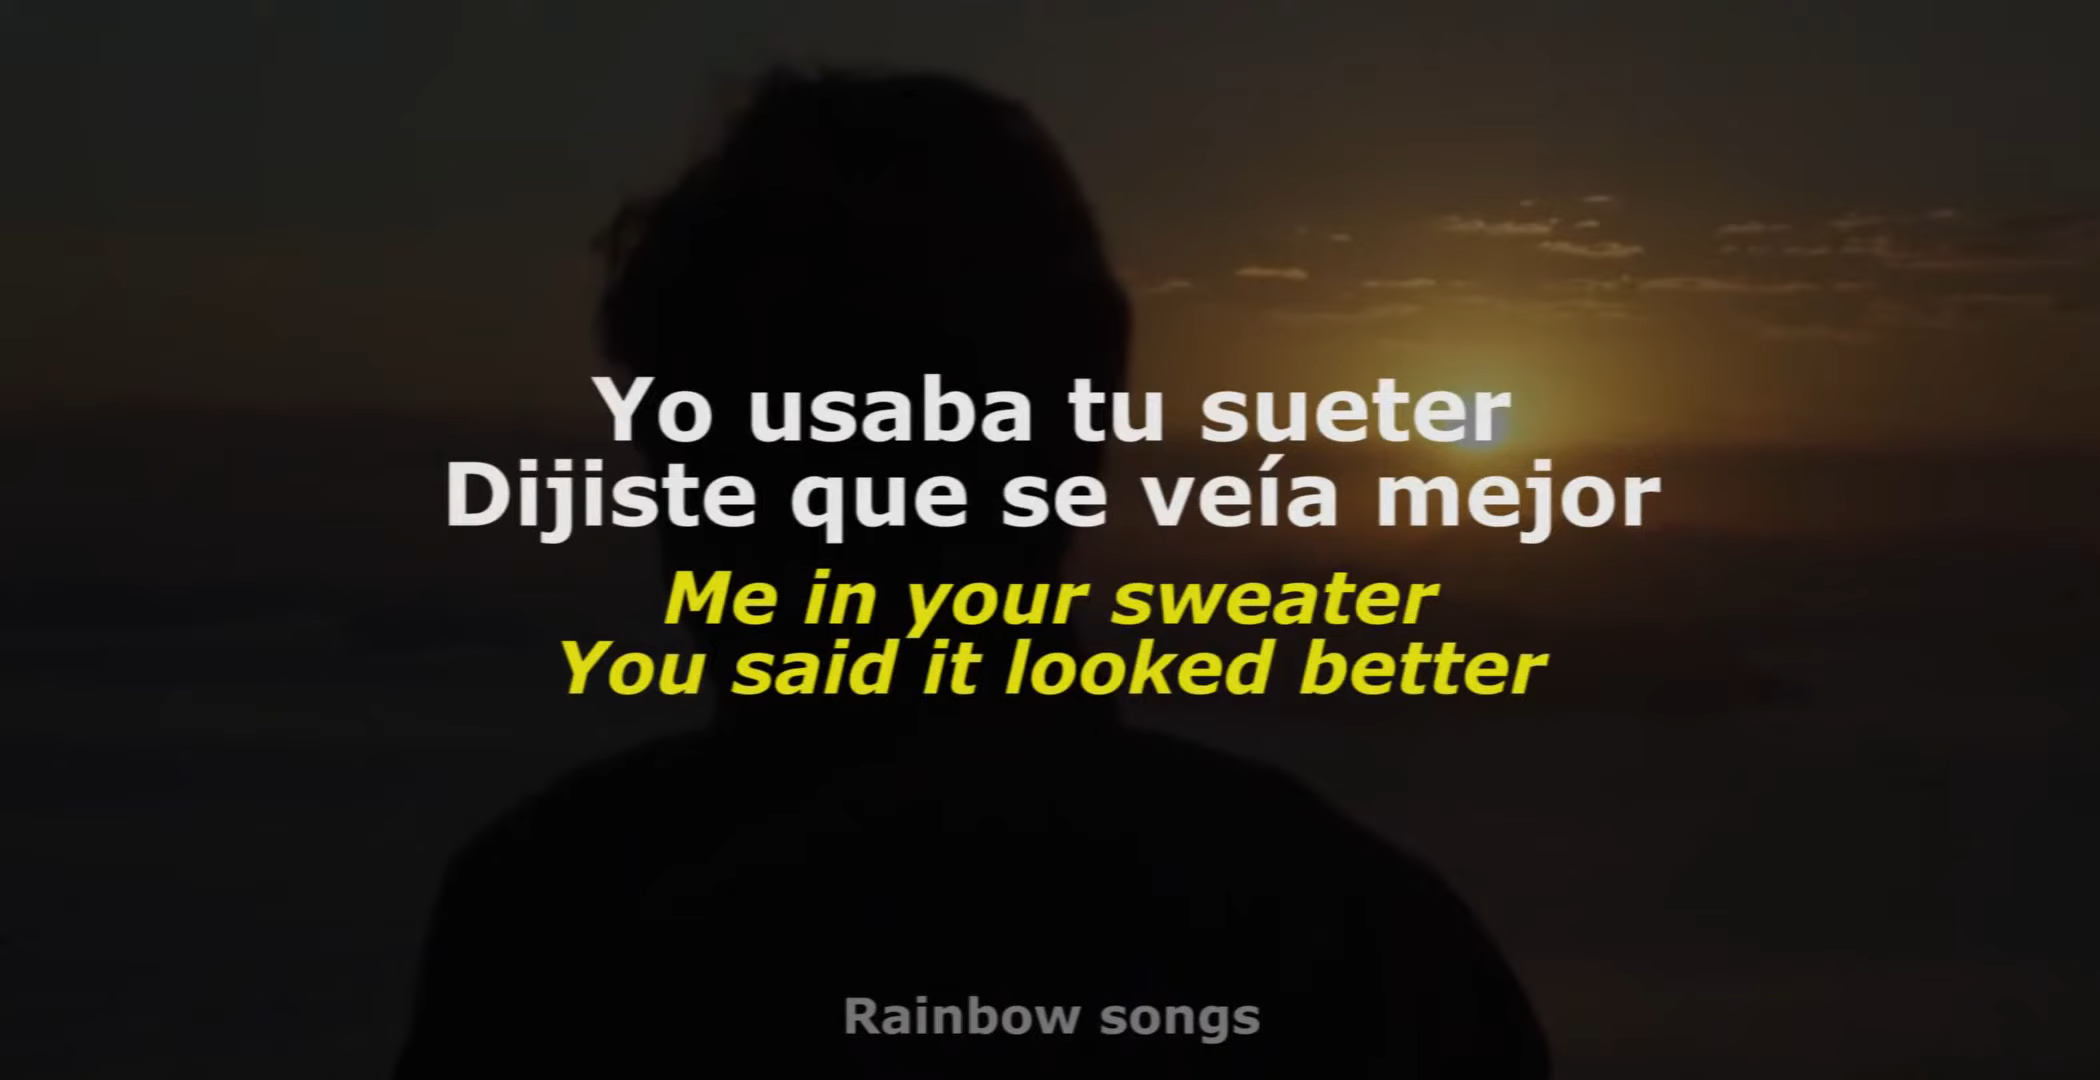 Yo usaba tu sueter
Dijiste que se veía mejor
Me in your sweater
You said it looked better
Rainbow songs